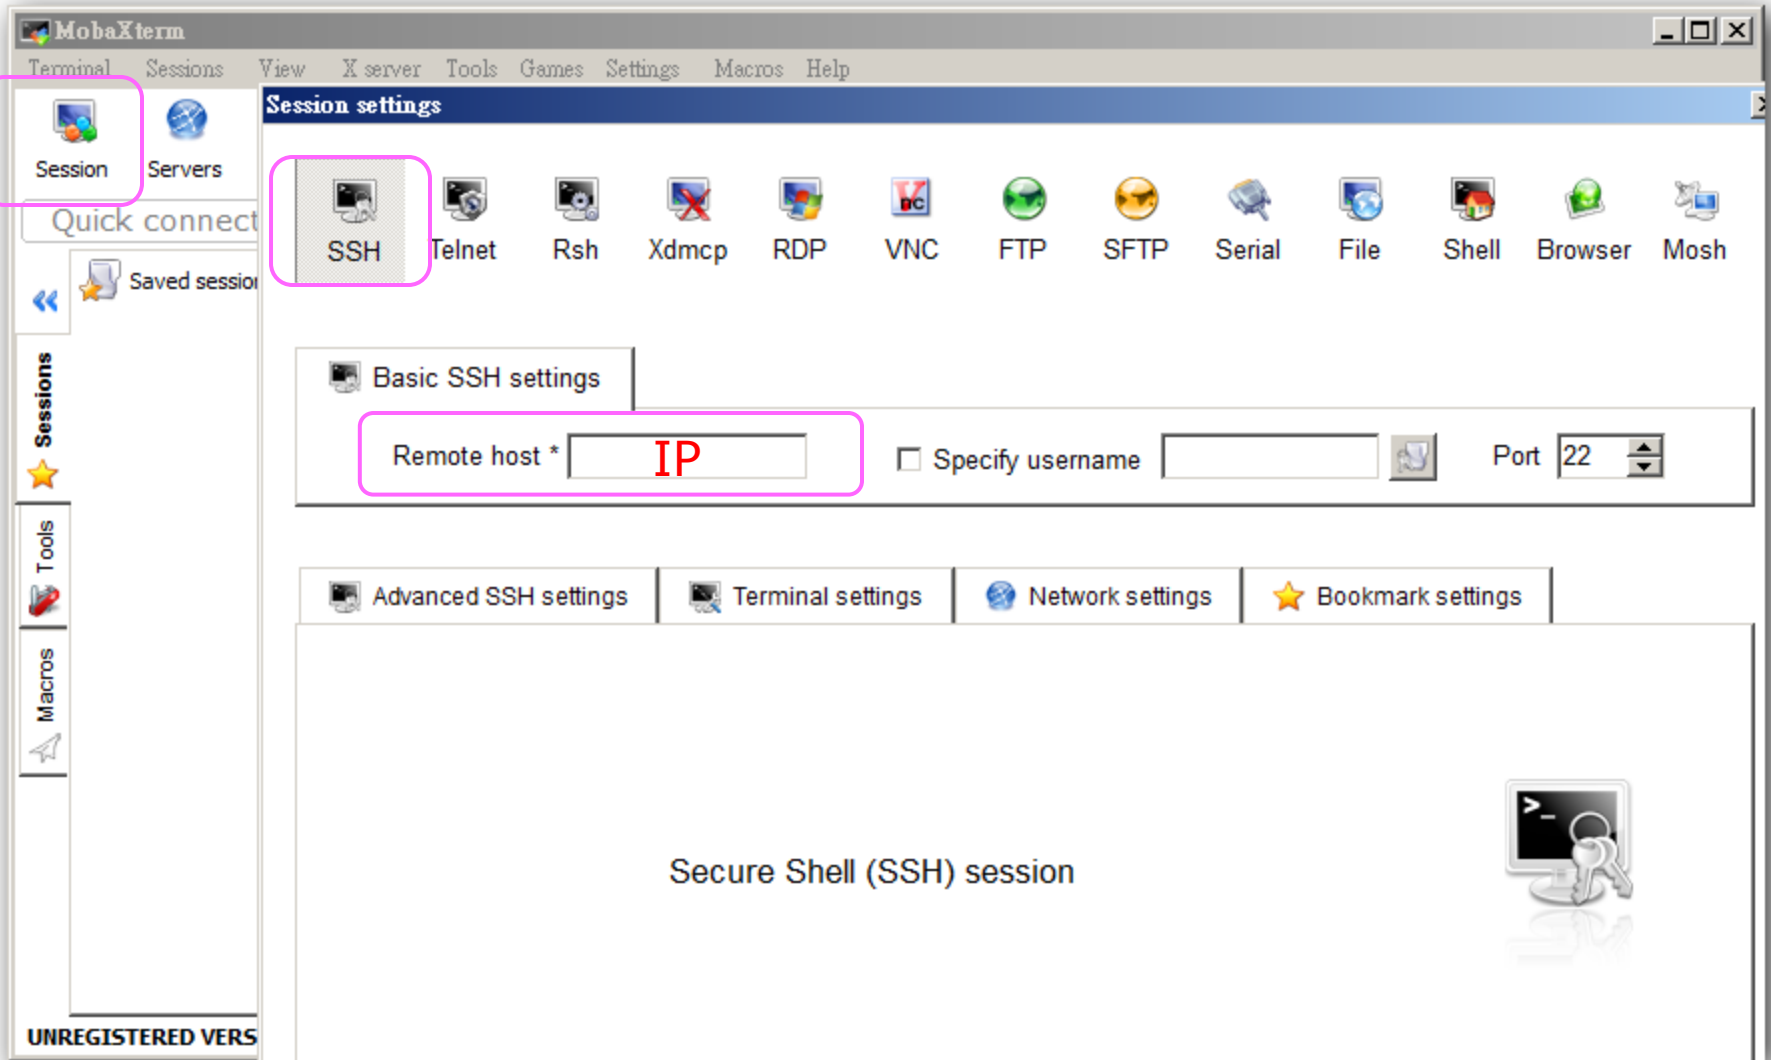 MobaXterm
Terminal Sessions View X server Tools Games Settings Macros Help
Session settings
Session Servers
SSH Telnet Rsh Xdmcp RDP VNC FTP SFTP Serial File Shell Browser Mosh
Quick connect
Saved session
Sessions
Tools
Macros
Basic SSH settings
Remote host * IP Specify username Port 22
Advanced SSH settings Terminal settings Network settings Bookmark settings
Secure Shell (SSH) session
UNREGISTERED VERS